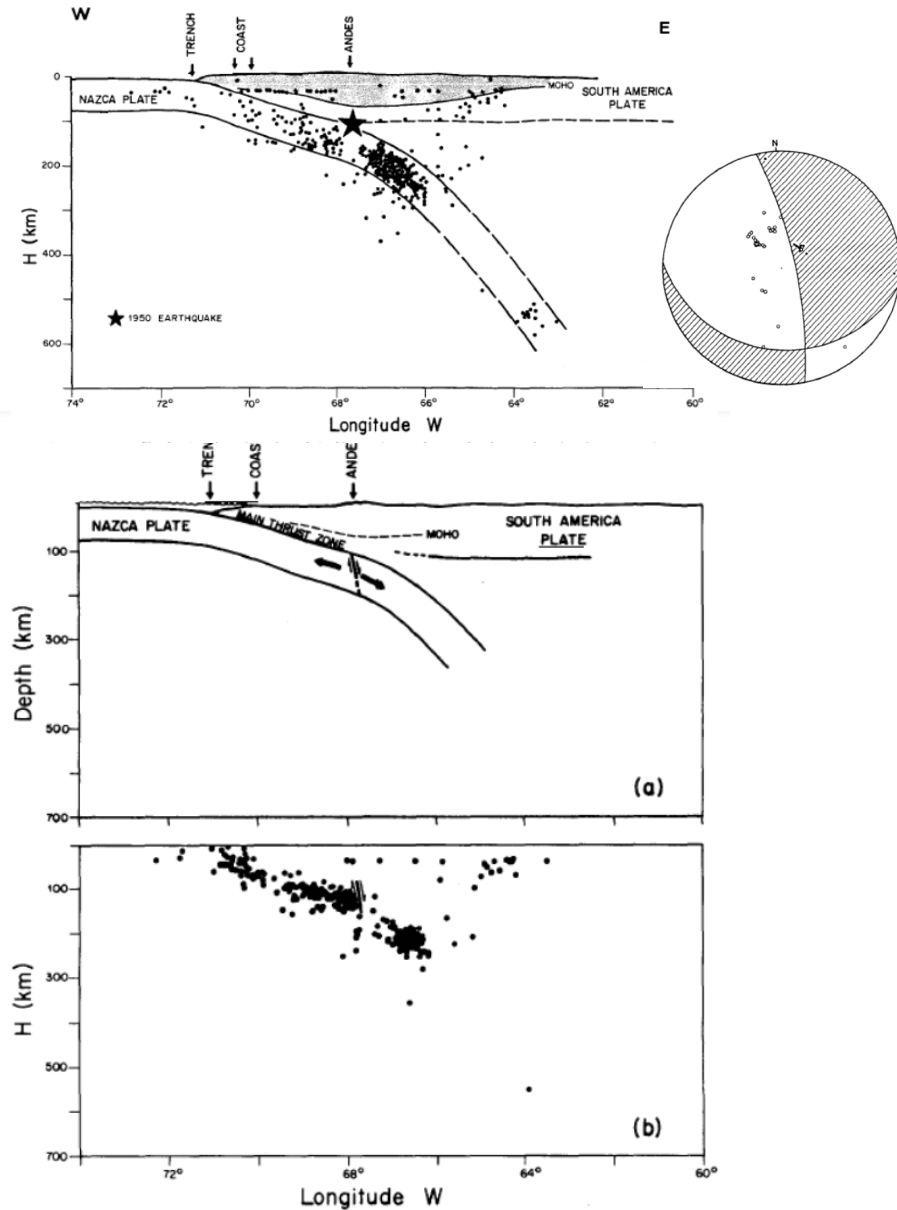 W
E
TRENCH
COAST
ANDES
0
MOHO
NAZCA PLATE
SOUTH AMERICA
PLATE
200
H (km)
400
★ 1950 EARTHQUAKE
600
74° 72° 70° 68° 66° 64° 62° 60°
Longitude W
N
TREN
COAS
ANDE
NAZCA PLATE
MAIN THRUST ZONE
MOHO
SOUTH AMERICA
PLATE
100
Depth (km)
300
500
700
(a)
100
H (km)
300
500
700
(b)
72° 68° 64° 60°
Longitude W